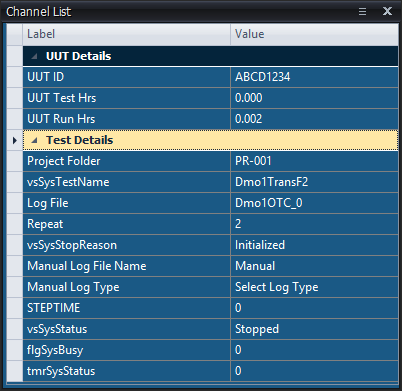 Channel List
Label Value
UUT Details
UUT ID ABCD1234
UUT Test Hrs 0.000
UUT Run Hrs 0.002
Test Details
Project Folder PR-001
vsSysTestName Dmo1TransF2
Log File Dmo1OTC_0
Repeat 2
vsSysStopReason Initialized
Manual Log File Name Manual
Manual Log Type Select Log Type
STEPTIME 0
vsSysStatus Stopped
flgSysBusy 0
tmrSysStatus 0